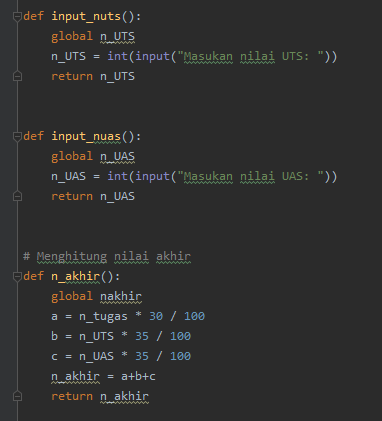 def input_nuts():
    global n_UTS
    n_UTS = int(input("Masukan nilai UTS: "))
    return n_UTS
def input_nuas():
    global n_UAS
    n_UAS = int(input("Masukan nilai UAS: "))
    return n_UAS
# Menghitung nilai akhir
def n_akhir():
    global nakhir
    a = n_tugas * 30 / 100
    b = n_UTS * 35 / 100
    c = n_UAS * 35 / 100
    n_akhir = a+b+c
    return n_akhir